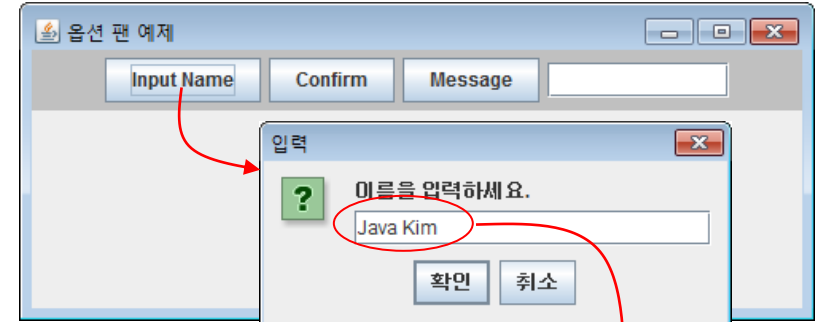 옵션 팬 예제
Input Name Confirm Message
입력
이름을 입력하세요.
?
Java Kim
확인 취소